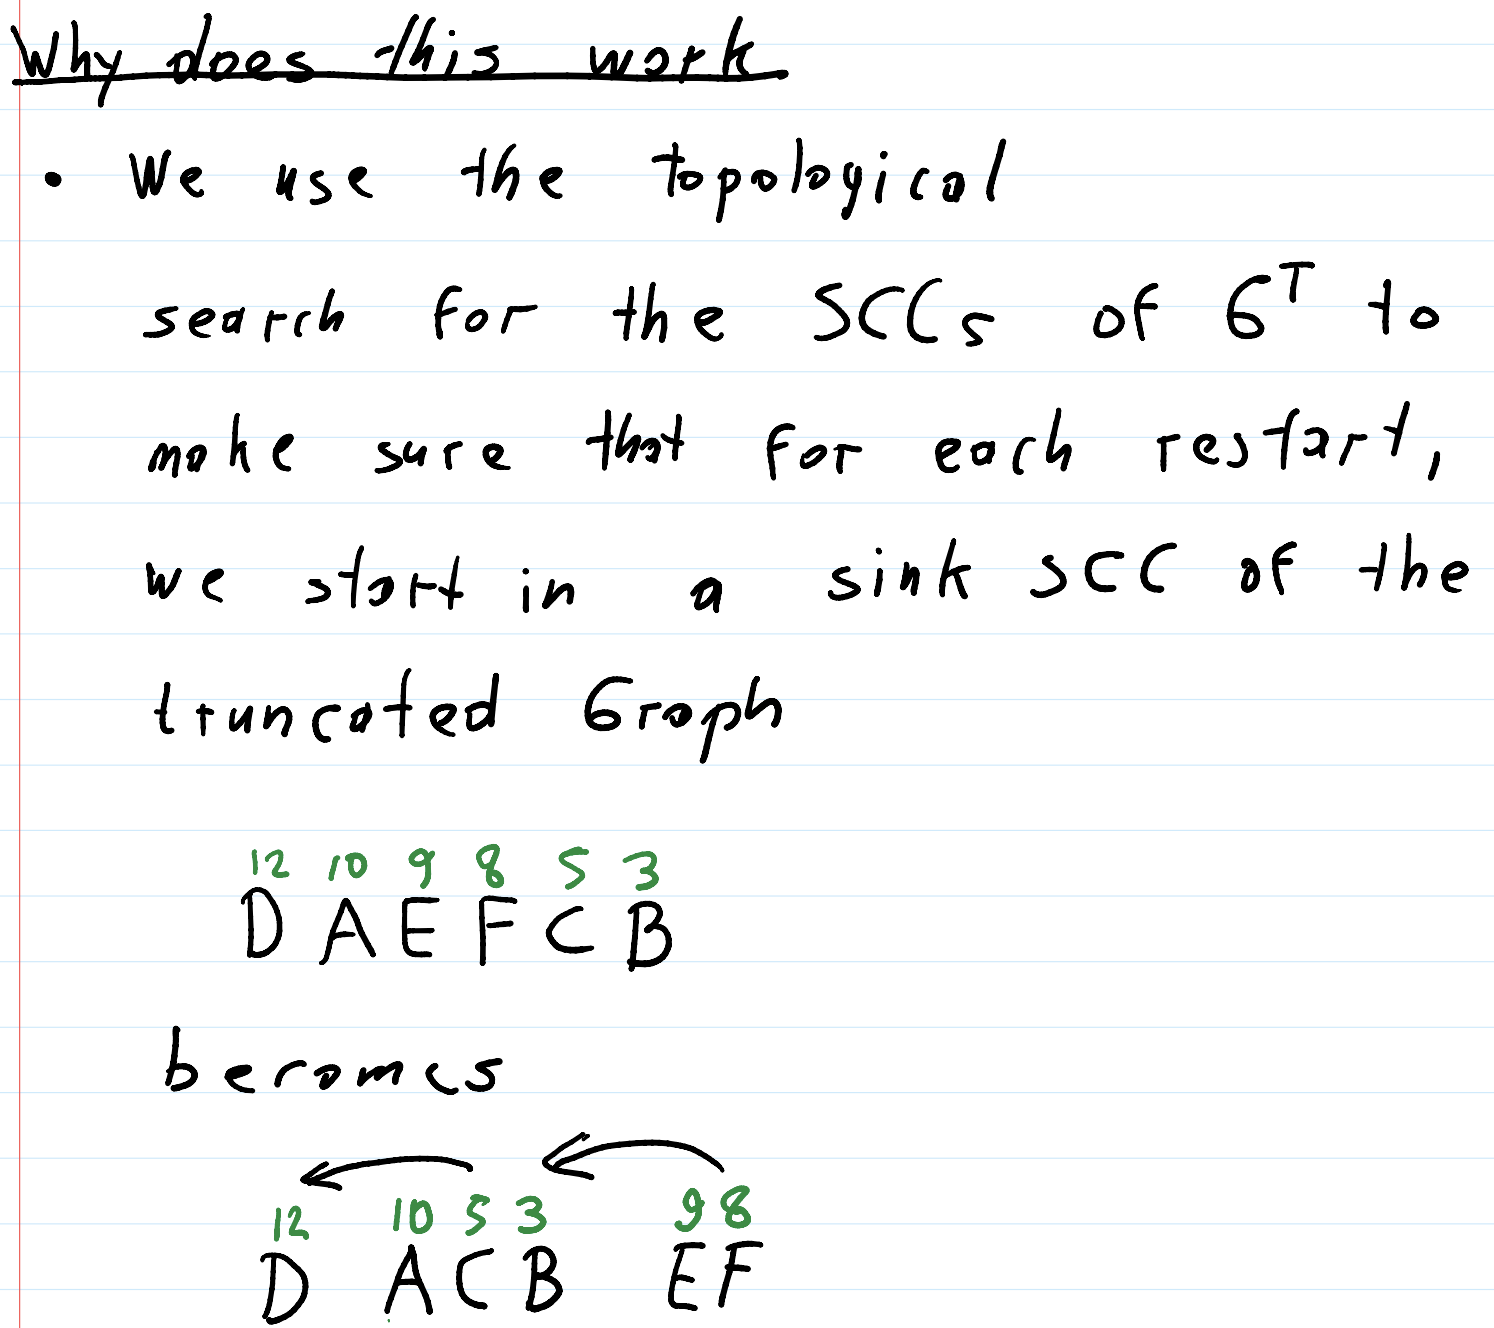 Why does this work
• We use the topological
search for the SCCs of G^T to
make sure that for each restart,
we start in a sink SCC of the
truncated Graph
12 10 9 8 5 3
D A E F C B
becomes
12 10 5 3 9 8
D A C B E F